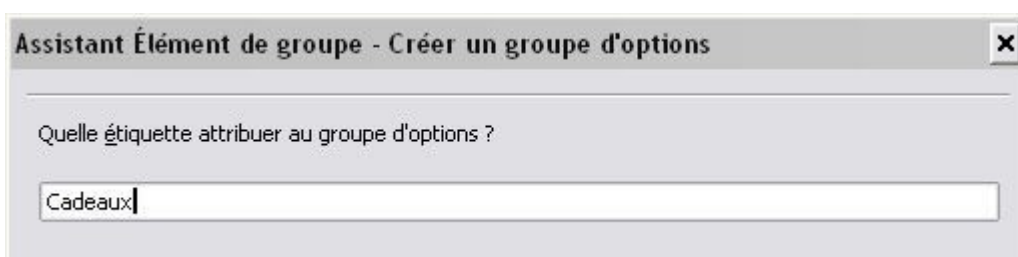 Assistant Élément de groupe - Créer un groupe d'options
Quelle étiquette attribuer au groupe d'options ?
Cadeaux